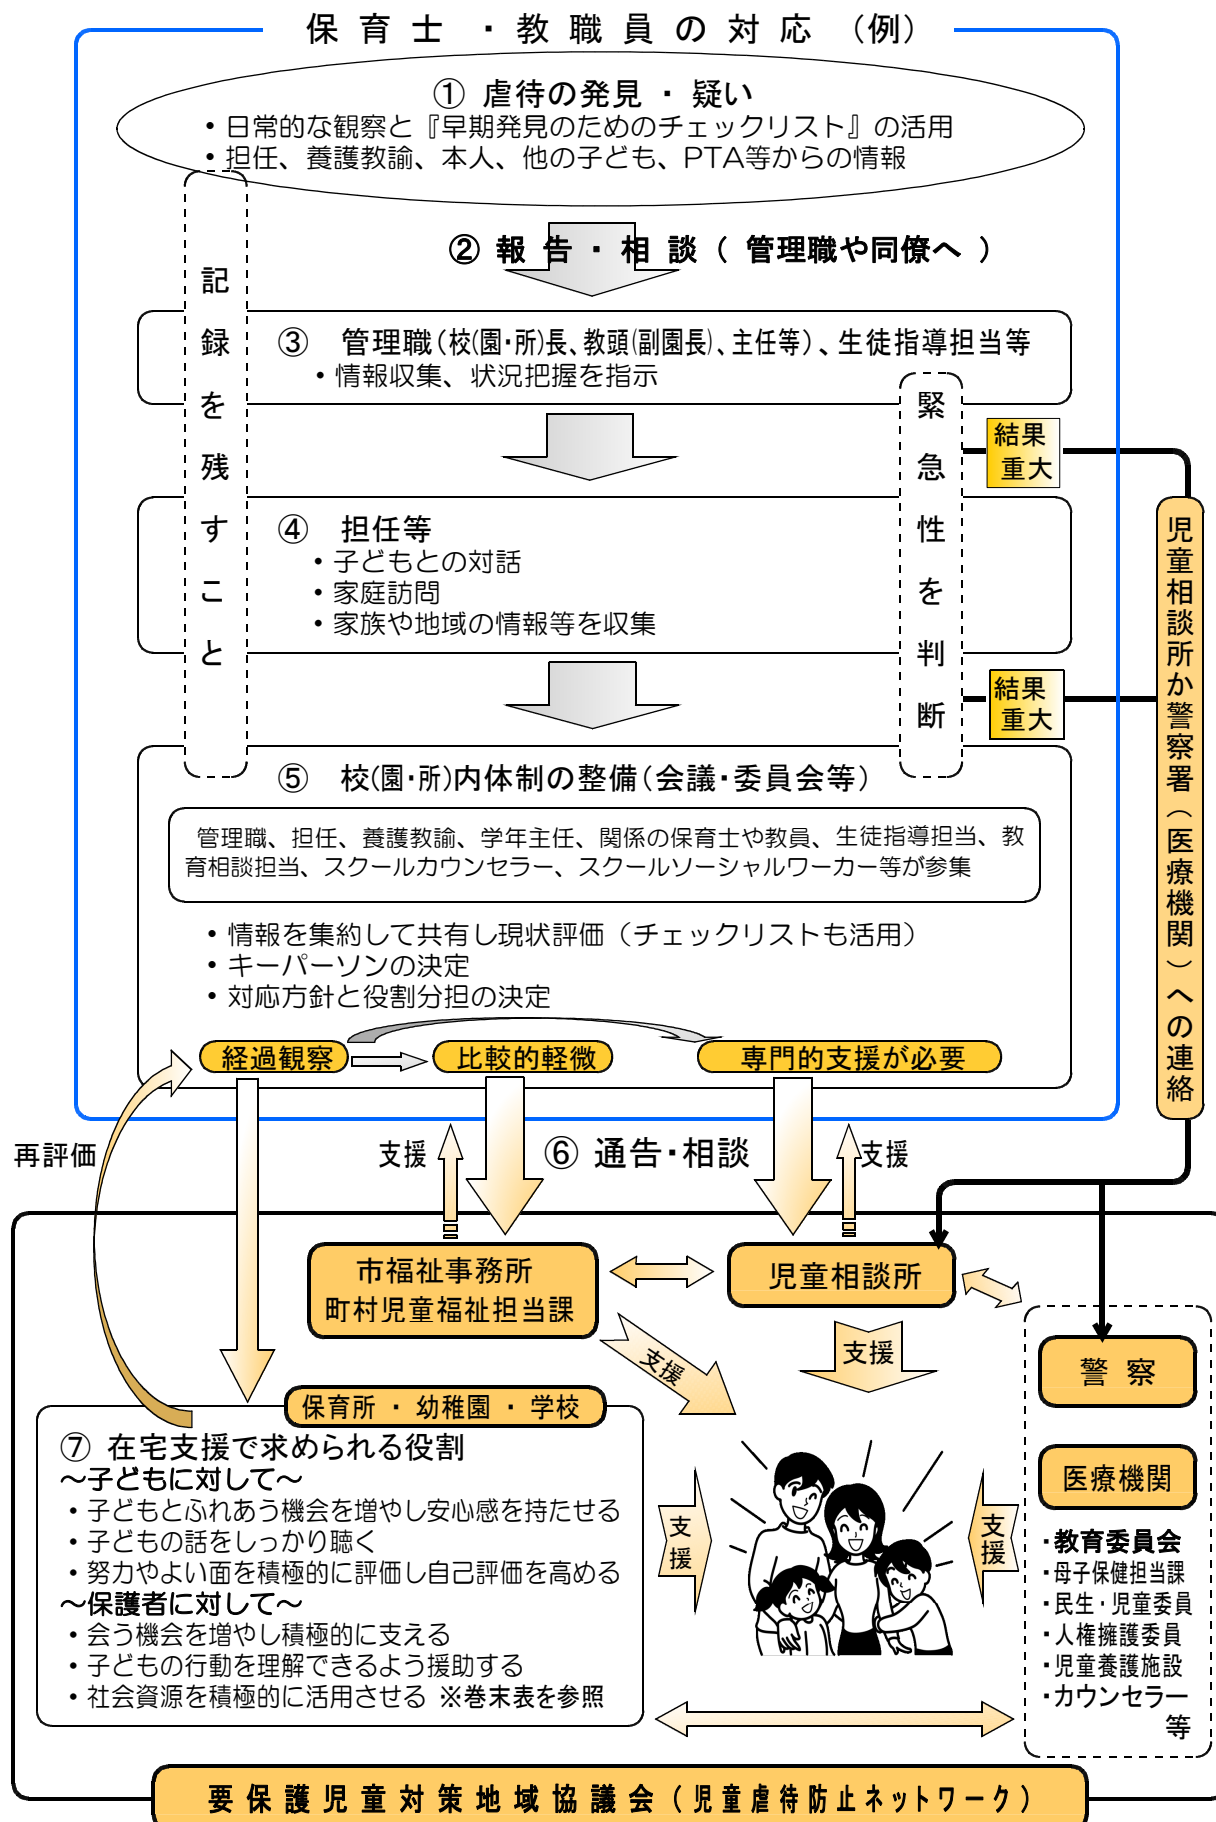 保育士・教職員の対応（例）
① 虐待の発見・疑い
・日常的な観察と『早期発見のためのチェックリスト』の活用
・担任、養護教諭、本人、他の子ども、PTA等からの情報
② 報告・相談（管理職や同僚へ）
記録を残すこと
③ 管理職（校(園・所)長、教頭(副園長)、主任等）、生徒指導担当等
・情報収集、状況把握を指示
緊急性を判断
結果
重大
④ 担任等
・子どもとの対話
・家庭訪問
・家族や地域の情報等を収集
結果
重大
児童相談所か警察署（医療機関）への連絡
⑤ 校(園・所)内体制の整備（会議・委員会等）
管理職、担任、養護教諭、学年主任、関係の保育士や教員、生徒指導担当、教
育相談担当、スクールカウンセラー、スクールソーシャルワーカー等が参集
・情報を集約して共有し現状評価（チェックリストも活用）
・キーパーソンの決定
・対応方針と役割分担の決定
経過観察
比較的軽微
専門的支援が必要
再評価
支援
⑥ 通告・相談
支援
市福祉事務所
町村児童福祉担当課
児童相談所
支援
支援
警察
医療機関
・教育委員会
・母子保健担当課
・民生・児童委員
・人権擁護委員
・児童養護施設
・カウンセラー
等
保育所・幼稚園・学校
⑦ 在宅支援で求められる役割
～子どもに対して～
・子どもとふれあう機会を増やし安心感を持たせる
・子どもの話をしっかり聴く
・努力やよい面を積極的に評価し自己評価を高める
～保護者に対して～
・会う機会を増やし積極的に支える
・子どもの行動を理解できるよう援助する
・社会資源を積極的に活用させる ※巻末表を参照
支援
支援
要保護児童対策地域協議会（児童虐待防止ネットワーク）